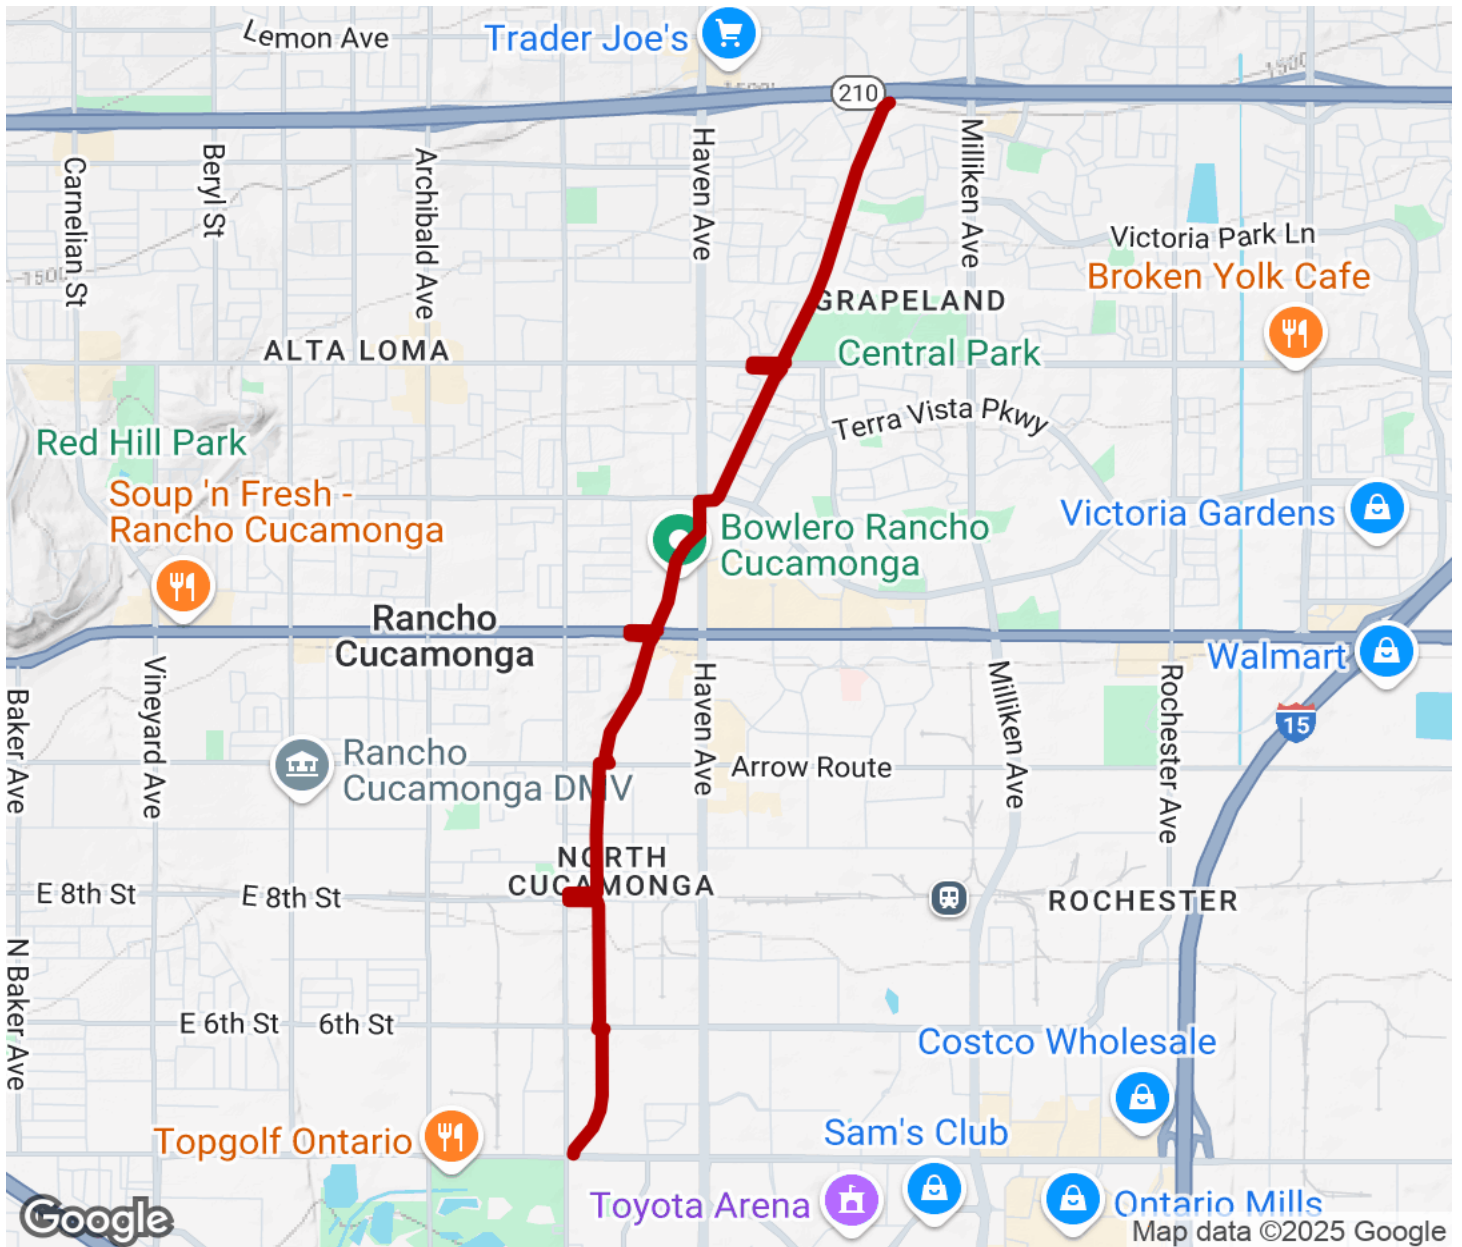 Lemon Ave
Trader Joe's
1500'
1500
210
Carnelian St
Beryl St
Archibald Ave
Haven Ave
Milliken Ave
Victoria Park Ln
Broken Yolk Cafe
1500
GRAPELAND
ALTA LOMA
Central Park
Terra Vista Pkwy
Red Hill Park
Soup 'n Fresh -
Rancho Cucamonga
Victoria Gardens
Bowlero Rancho
Cucamonga
Rancho
Cucamonga
Walmart
Baker Ave
Vineyard Ave
Haven Ave
Milliken Ave
Rochester Ave
15
Rancho
Cucamonga DMV
Arrow Route
NORTH
CUCAMONGA
E 8th St
E 8th St
ROCHESTER
N Baker Ave
E 6th St
6th St
Costco Wholesale
Topgolf Ontario
Sam's Club
Toyota Arena
Ontario Mills
Google
Map data ©2025 Google